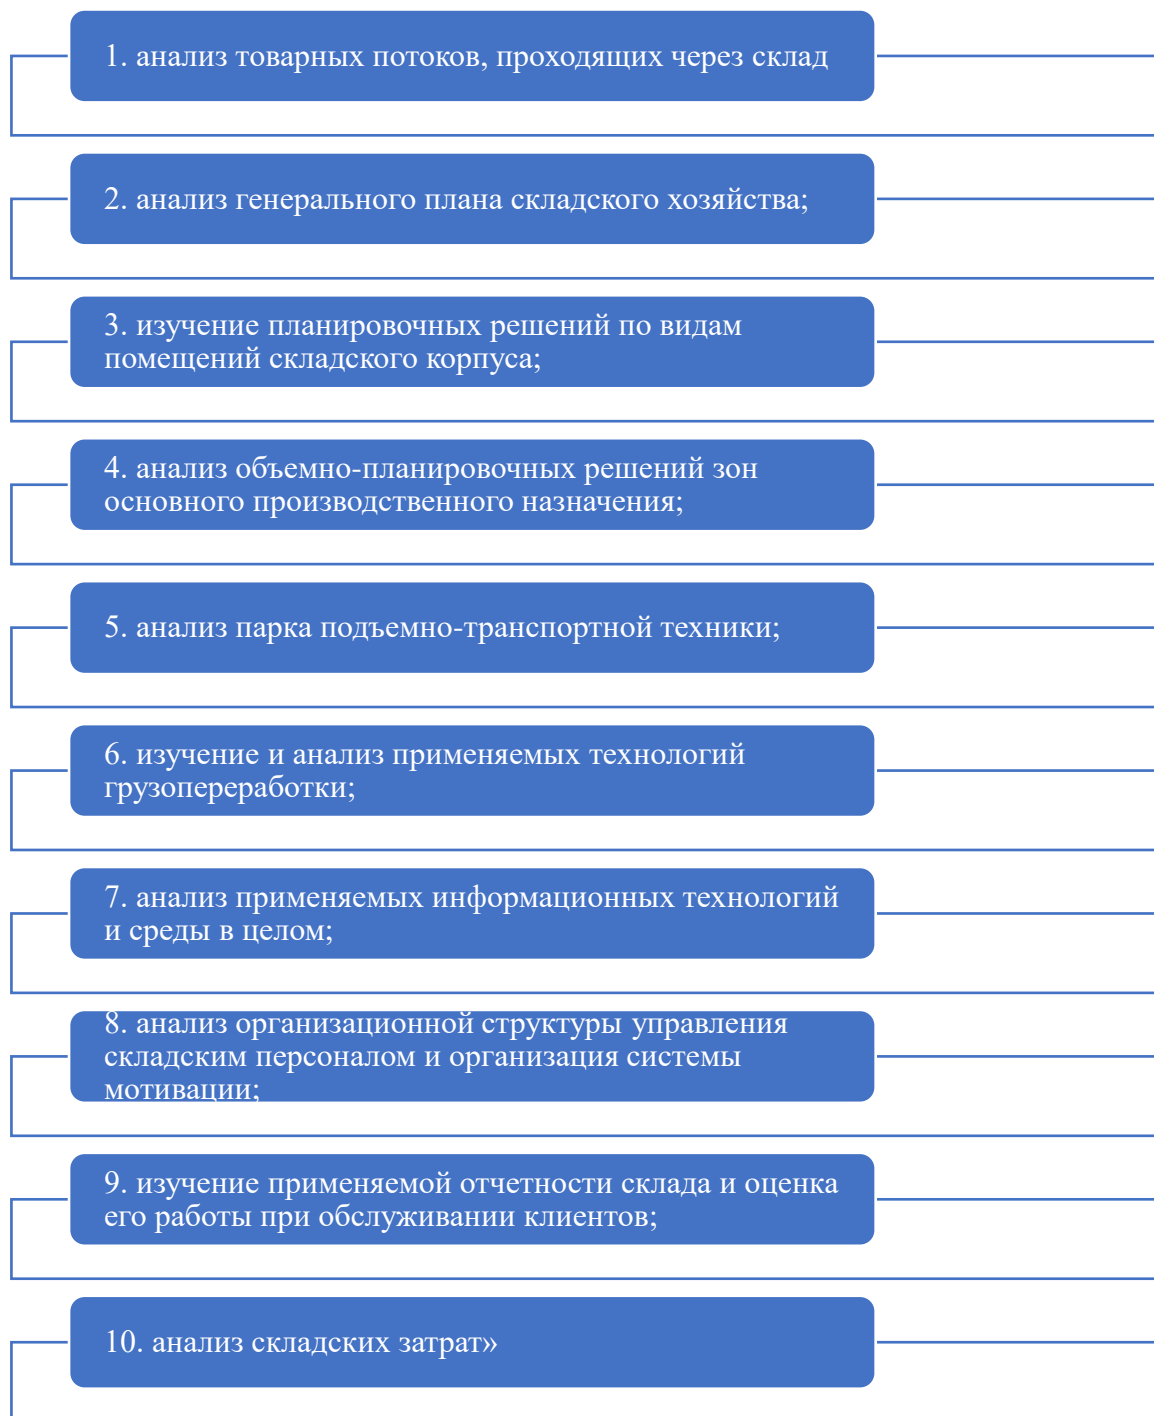 1. анализ товарных потоков, проходящих через склад
2. анализ генерального плана складского хозяйства;
3. изучение планировочных решений по видам
помещений складского корпуса;
4. анализ объемно-планировочных решений зон
основного производственного назначения;
5. анализ парка подъемно-транспортной техники;
6. изучение и анализ применяемых технологий
грузопереработки;
7. анализ применяемых информационных технологий
и среды в целом;
8. анализ организационной структуры управления
складским персоналом и организация системы
мотивации;
9. изучение применяемой отчетности склада и оценка
его работы при обслуживании клиентов;
10. анализ складских затрат»